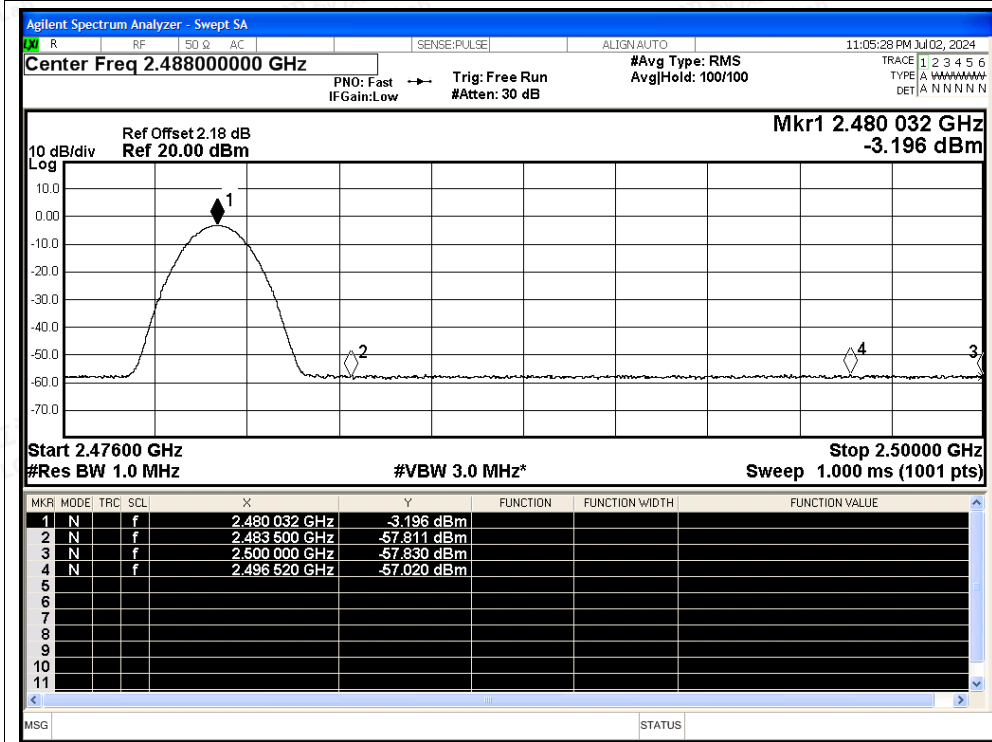 Agilent Spectrum Analyzer - Swept SA
LXI R RF 50 Ω AC SENSE:PULSE ALIGN AUTO 11:05:28 PM Jul 02, 2024
Center Freq 2.488000000 GHz
PNO: Fast
IFGain:Low
Trig: Free Run
#Atten: 30 dB
#Avg Type: RMS
Avg|Hold: 100/100
TRACE 1 2 3 4 5 6
TYPE A WWWWW
DET A N N N N N
Mkr1 2.480 032 GHz
-3.196 dBm
Ref Offset 2.18 dB
10 dB/div Ref 20.00 dBm
Log
10.0
0.00
-10.0
-20.0
-30.0
-40.0
-50.0
-60.0
-70.0
1
2
4
3
Start 2.47600 GHz Stop 2.50000 GHz
#Res BW 1.0 MHz #VBW 3.0 MHz* Sweep 1.000 ms (1001 pts)
MKR MODE TRC SCL X Y FUNCTION FUNCTION WIDTH FUNCTION VALUE
1 N f 2.480 032 GHz -3.196 dBm
2 N f 2.483 500 GHz -57.811 dBm
3 N f 2.500 000 GHz -57.830 dBm
4 N f 2.496 520 GHz -57.020 dBm
5
6
7
8
9
10
11
MSG STATUS